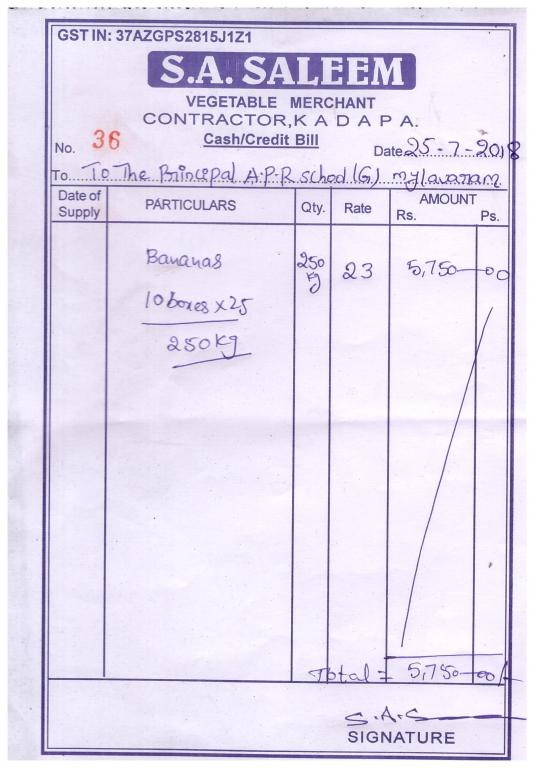 GST IN: 37AZGPS2815J1Z1
S.A. SALEEM
VEGETABLE MERCHANT
CONTRACTOR, KADAPA.
Cash/Credit Bill
No. 36 Date 25-7-2018
To To The Principal A.P.R school (G) mylavaram
Date of Supply PARTICULARS Qty. Rate AMOUNT Rs. Ps.
Bananas 250 kg 23 5,750-00
10 boxes x 25
250 Kg
Total = 5,750-00/-
S.A.S
SIGNATURE